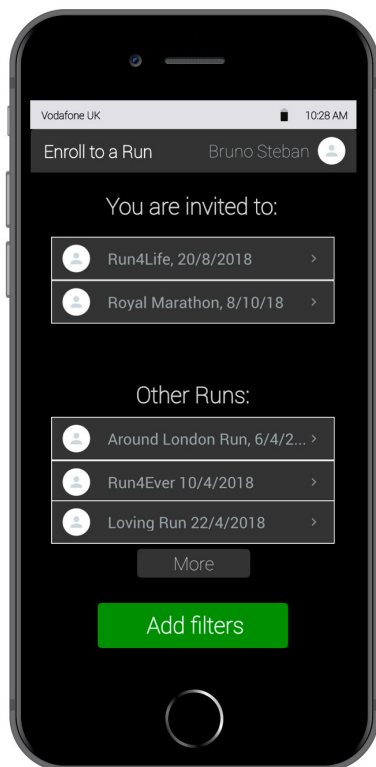 Vodafone UK 10:28 AM
Enroll to a Run Bruno Steban
You are invited to:
Run4Life, 20/8/2018
Royal Marathon, 8/10/18
Other Runs:
Around London Run, 6/4/2...
Run4Ever 10/4/2018
Loving Run 22/4/2018
More
Add filters